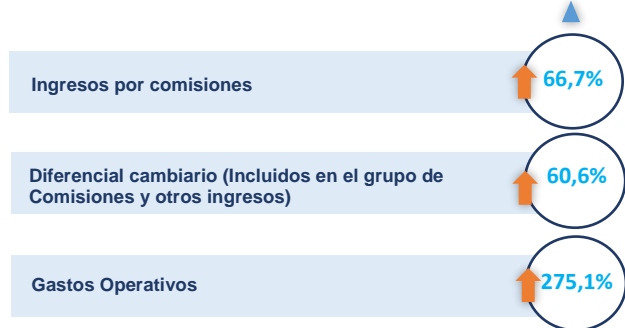 Ingresos por comisiones
66,7%
Diferencial cambiario (Incluidos en el grupo de
Comisiones y otros ingresos)
60,6%
Gastos Operativos
275,1%